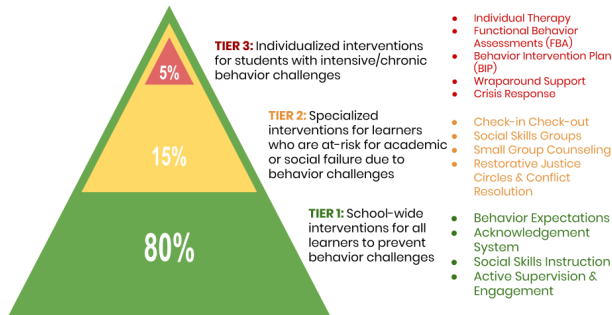 TIER 3: Individualized interventions
for students with intensive/chronic
behavior challenges
5%
• Individual Therapy
• Functional Behavior
Assessments (FBA)
• Behavior Intervention Plan
(BIP)
• Wraparound Support
• Crisis Response
TIER 2: Specialized
interventions for learners
who are at-risk for academic
or social failure due to
behavior challenges
15%
• Check-in Check-out
• Social Skills Groups
• Small Group Counseling
• Restorative Justice
Circles & Conflict
Resolution
TIER 1: School-wide
interventions for all
learners to prevent
behavior challenges
80%
• Behavior Expectations
• Acknowledgement
System
• Social Skills Instruction
• Active Supervision &
Engagement